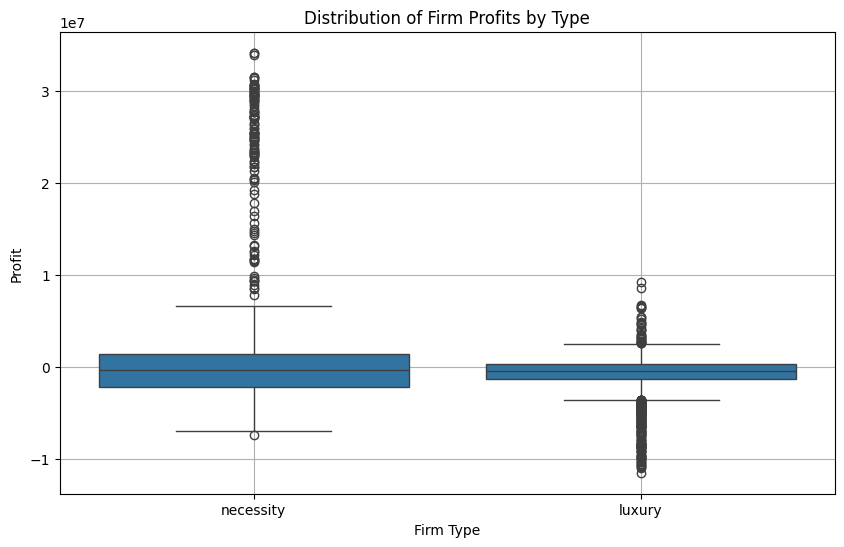 Distribution of Firm Profits by Type
1e7
3
2
1
0
−1
Profit
necessity
luxury
Firm Type